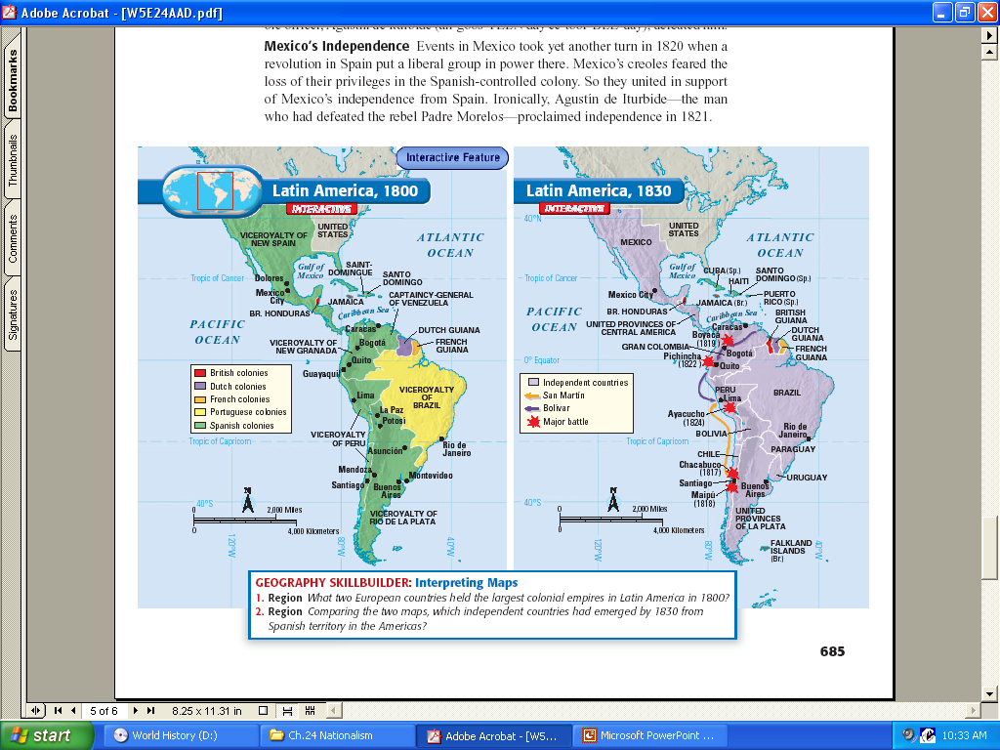 Adobe Acrobat - [W5E24AAD.pdf]
Bookmarks
Thumbnails
Comments
Signatures
Mexico's Independence Events in Mexico took yet another turn in 1820 when a
revolution in Spain put a liberal group in power there. Mexico's creoles feared the
loss of their privileges in the Spanish-controlled colony. So they united in support
of Mexico's independence from Spain. Ironically, Agustín de Iturbide—the man
who had defeated the rebel Padre Morelos—proclaimed independence in 1821.
Interactive Feature
Latin America, 1800
INTERACTIVE
VICEROYALTY OF
NEW SPAIN
UNITED
STATES
ATLANTIC
OCEAN
Gulf of
Mexico
SAINT-
DOMINGUE
SANTO
DOMINGO
Tropic of Cancer
Dolores
Mexico
City
JAMAICA
CAPTAINCY-GENERAL
OF VENEZUELA
BR. HONDURAS
Caribbean Sea
PACIFIC
OCEAN
Caracas
DUTCH GUIANA
FRENCH
GUIANA
VICEROYALTY OF
NEW GRANADA
Bogotá
Quito
Guayaquil
British colonies
Dutch colonies
French colonies
Portuguese colonies
Spanish colonies
VICEROYALTY
OF
BRAZIL
Lima
La Paz
Potosí
VICEROYALTY
OF PERU
Tropic of Capricorn
Asunción
Rio de
Janeiro
Mendoza
Santiago
Buenos
Aires
Montevideo
40°S
N
0 2,000 Miles
0 4,000 Kilometers
VICEROYALTY OF
RÍO DE LA PLATA
120°W
80°W
40°W
Latin America, 1830
INTERACTIVE
40°N
MEXICO
UNITED
STATES
ATLANTIC
OCEAN
Gulf of
Mexico
CUBA (Sp.)
HAITI
SANTO
DOMINGO (Sp.)
Tropic of Cancer
Mexico City
JAMAICA (Br.)
PUERTO
RICO (Sp.)
BR. HONDURAS
Caribbean Sea
BRITISH
GUIANA
PACIFIC
OCEAN
UNITED PROVINCES OF
CENTRAL AMERICA
Caracas
Boyacá
(1819)
DUTCH
GUIANA
FRENCH
GUIANA
GRAN COLOMBIA
Bogotá
Pichincha
(1822)
0° Equator
Quito
Independent countries
San Martín
Bolívar
Major battle
PERU
Lima
BRAZIL
Ayacucho
(1824)
BOLIVIA
Rio de
Janeiro
Tropic of Capricorn
PARAGUAY
CHILE
Chacabuco
(1817)
URUGUAY
Santiago
Maipú
(1818)
Buenos
Aires
40°S
N
0 2,000 Miles
0 4,000 Kilometers
UNITED
PROVINCES
OF LA PLATA
FALKLAND
ISLANDS
(Br.)
120°W
80°W
40°W
GEOGRAPHY SKILLBUILDER: Interpreting Maps
1. Region What two European countries held the largest colonial empires in Latin America in 1800?
2. Region Comparing the two maps, which independent countries had emerged by 1830 from
Spanish territory in the Americas?
685
5 of 6
8.25 x 11.31 in
start
World History (D:)
Ch.24 Nationalism
Adobe Acrobat - [W5...
Microsoft PowerPoint ...
10:33 AM